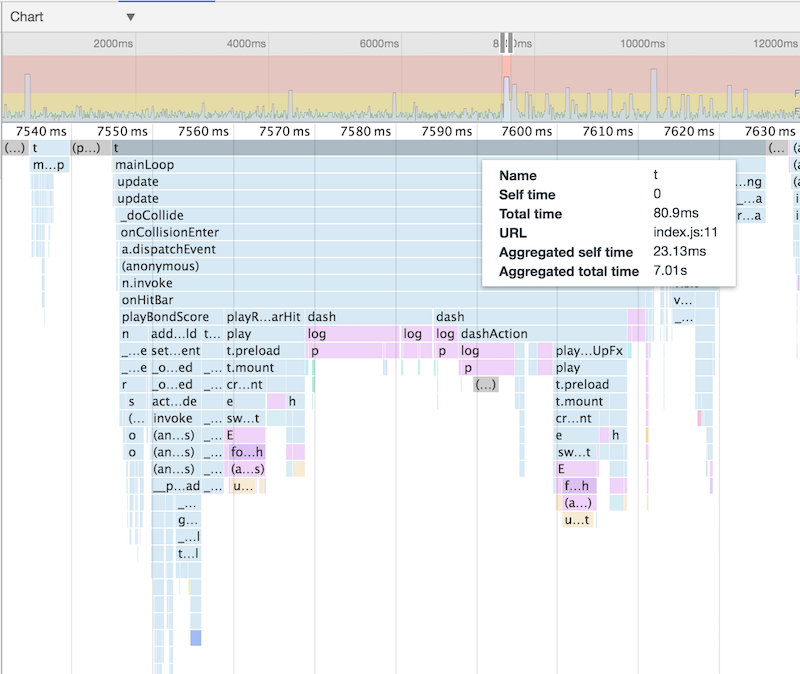 Chart ▼
2000ms 4000ms 6000ms 8 0ms 10000ms 12000ms
F
F
7540 ms 7550 ms 7560 ms 7570 ms 7580 ms 7590 ms 7600 ms 7610 ms 7620 ms 7630 ms
(...) t (p...) t (... (a
m...p mainLoop (a
update ...ng
update _...a i
_doCollide r...a i
onCollisionEnter
a.dispatchEvent
(anonymous)
n.invoke
onHitBar v...
playBondScore playR...arHit dash dash _...
n add...ld t... play log log log dashAction
_...e set...ent _... t.preload p p log play...UpFx
_...e _o...ed _... t.mount p play
r _o...ed _... cr...nt (...) t.preload
s act...de e h t.mount
(... invoke _... sw...t cr...nt
o (an...s) _... E e h
o (an...s) _... fo...h sw...t
(an...s) _... (a...s) E
__p...ad _... u... f...h
_... (a...)
g... u...t
_...l
t...l
Name t
Self time 0
Total time 80.9ms
URL index.js:11
Aggregated self time 23.13ms
Aggregated total time 7.01s